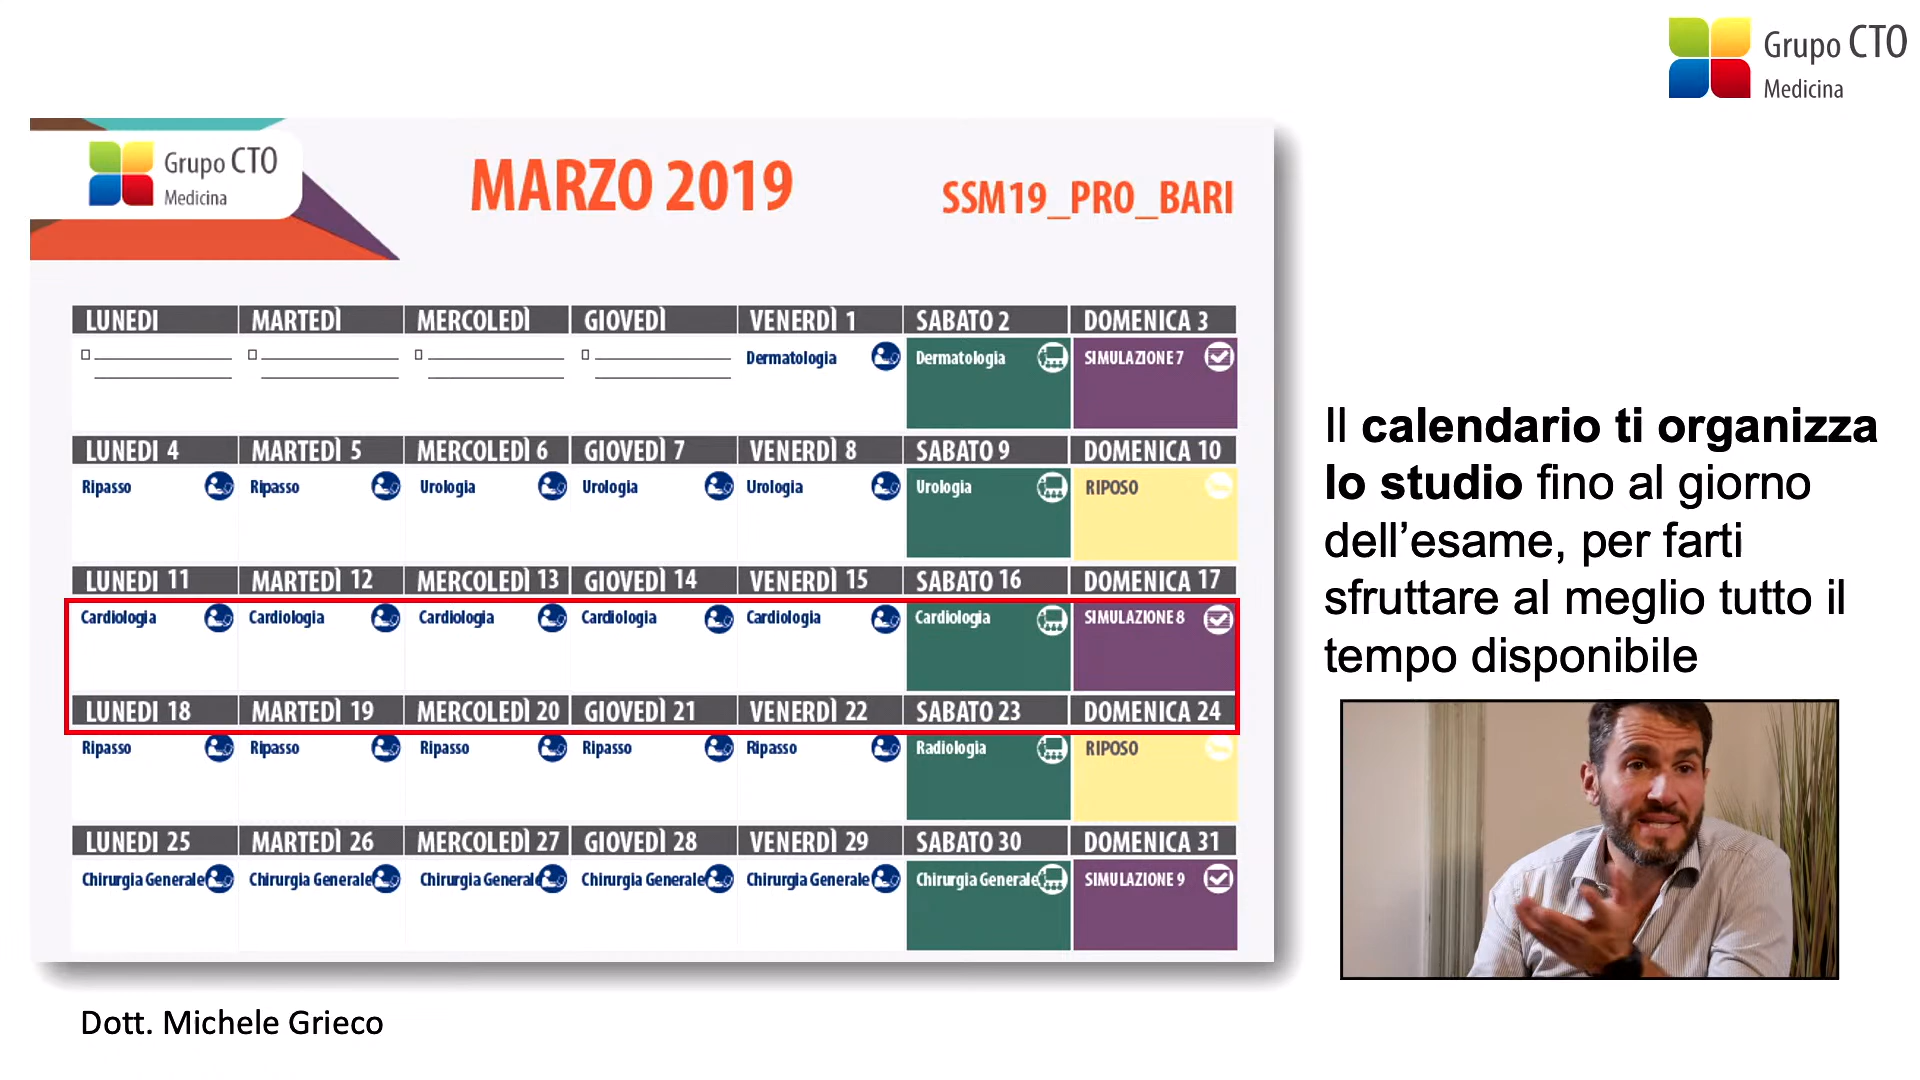 Grupo CTO
Medicina
Grupo CTO
Medicina
MARZO 2019
SSM19_PRO_BARI
LUNEDI MARTEDÌ MERCOLEDÌ GIOVEDÌ VENERDÌ 1 SABATO 2 DOMENICA 3
Dermatologia Dermatologia SIMULAZIONE 7
LUNEDI 4 MARTEDÌ 5 MERCOLEDÌ 6 GIOVEDÌ 7 VENERDÌ 8 SABATO 9 DOMENICA 10
Ripasso Ripasso Urologia Urologia Urologia Urologia RIPOSO
LUNEDI 11 MARTEDÌ 12 MERCOLEDÌ 13 GIOVEDÌ 14 VENERDÌ 15 SABATO 16 DOMENICA 17
Cardiologia Cardiologia Cardiologia Cardiologia Cardiologia Cardiologia SIMULAZIONE 8
LUNEDI 18 MARTEDÌ 19 MERCOLEDÌ 20 GIOVEDÌ 21 VENERDÌ 22 SABATO 23 DOMENICA 24
Ripasso Ripasso Ripasso Ripasso Ripasso Radiologia RIPOSO
LUNEDI 25 MARTEDÌ 26 MERCOLEDÌ 27 GIOVEDÌ 28 VENERDÌ 29 SABATO 30 DOMENICA 31
Chirurgia Generale Chirurgia Generale Chirurgia Generale Chirurgia Generale Chirurgia Generale Chirurgia Generale SIMULAZIONE 9
Il calendario ti organizza
lo studio fino al giorno
dell’esame, per farti
sfruttare al meglio tutto il
tempo disponibile
Dott. Michele Grieco